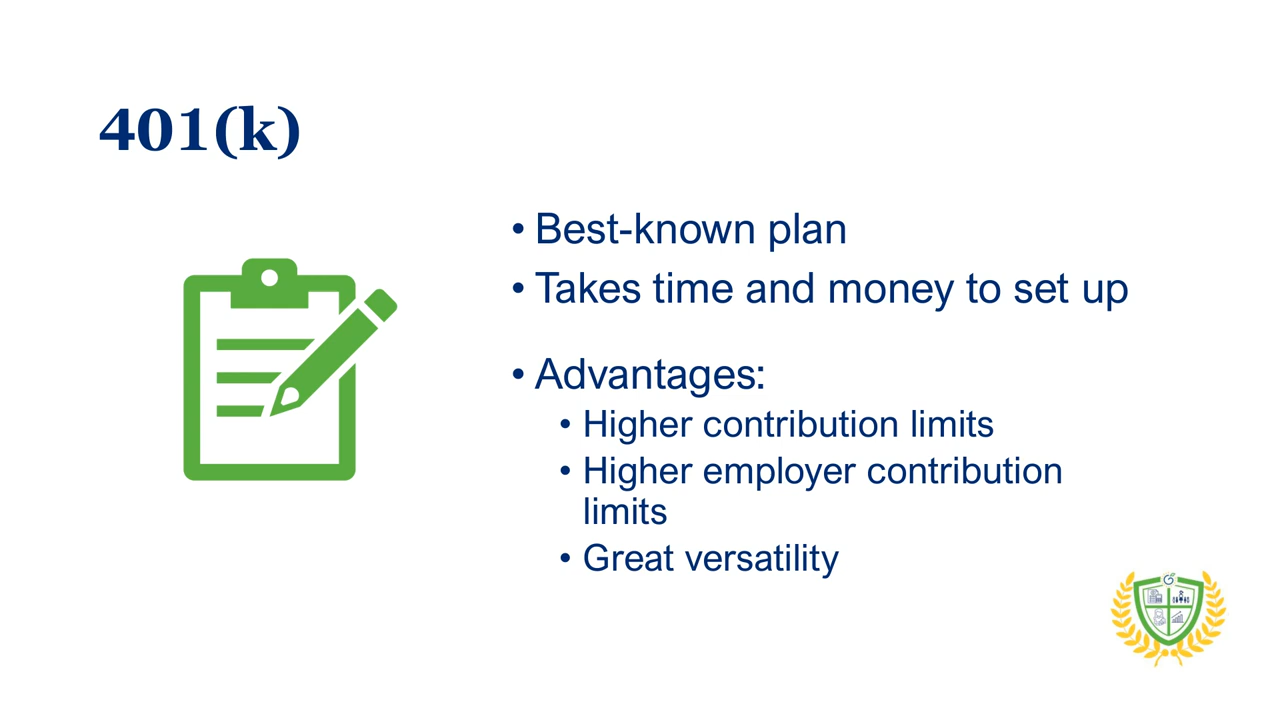 401(k)
• Best-known plan
• Takes time and money to set up
• Advantages:
• Higher contribution limits
• Higher employer contribution
limits
• Great versatility